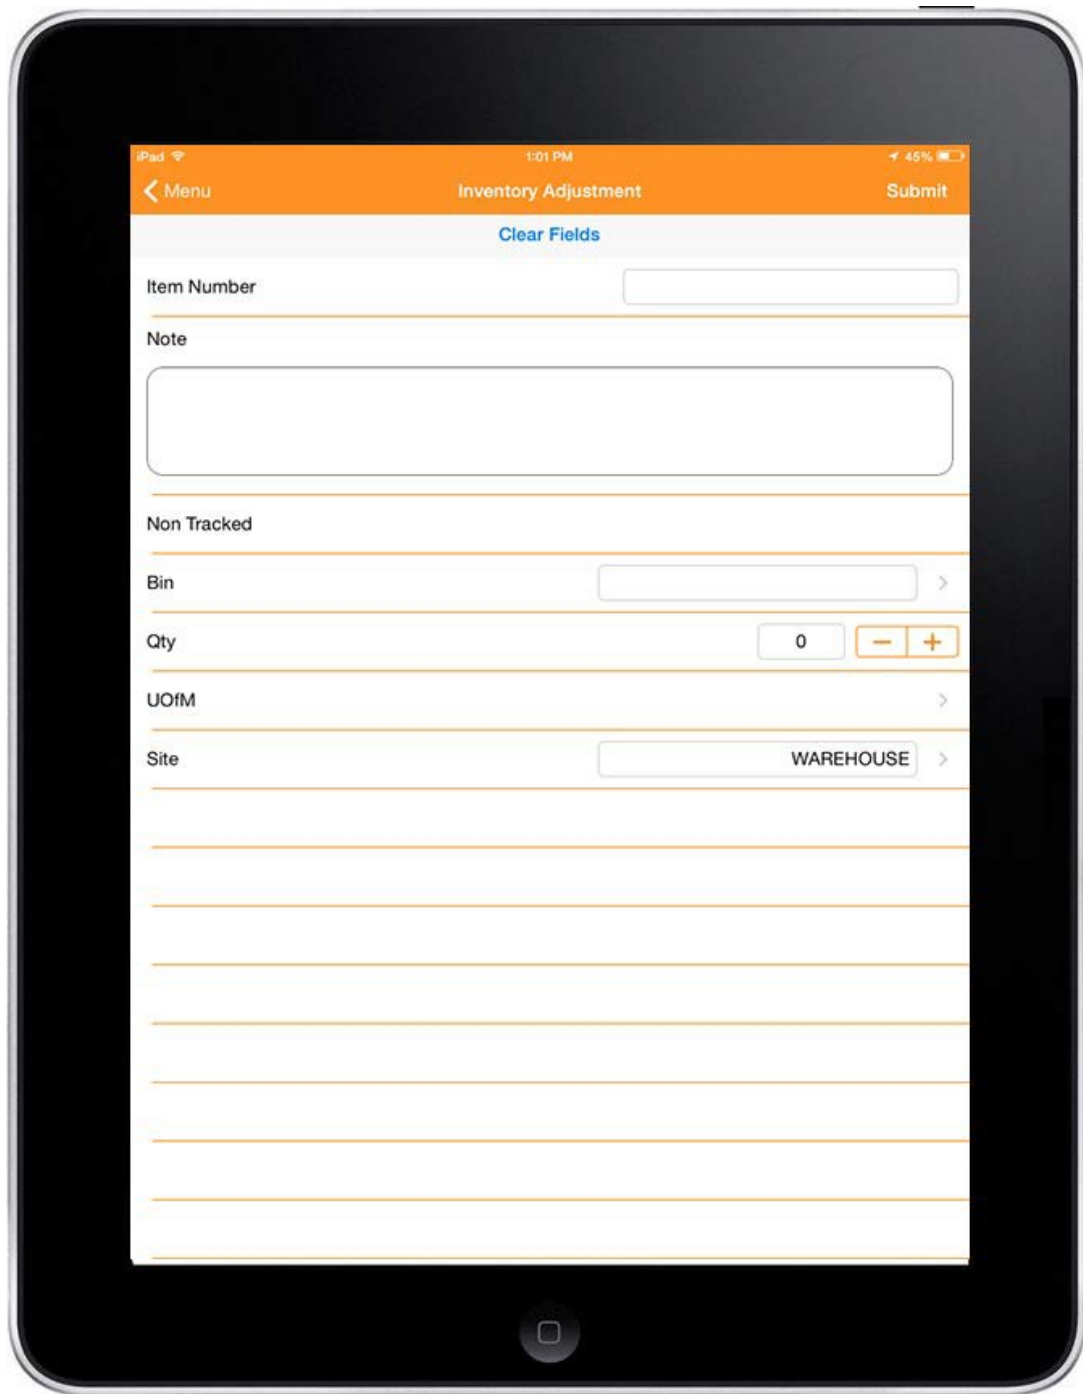 iPad 1:01 PM 45%
Menu Inventory Adjustment Submit
Clear Fields
Item Number
Note
Non Tracked
Bin
Qty 0 − +
UOfM
Site WAREHOUSE